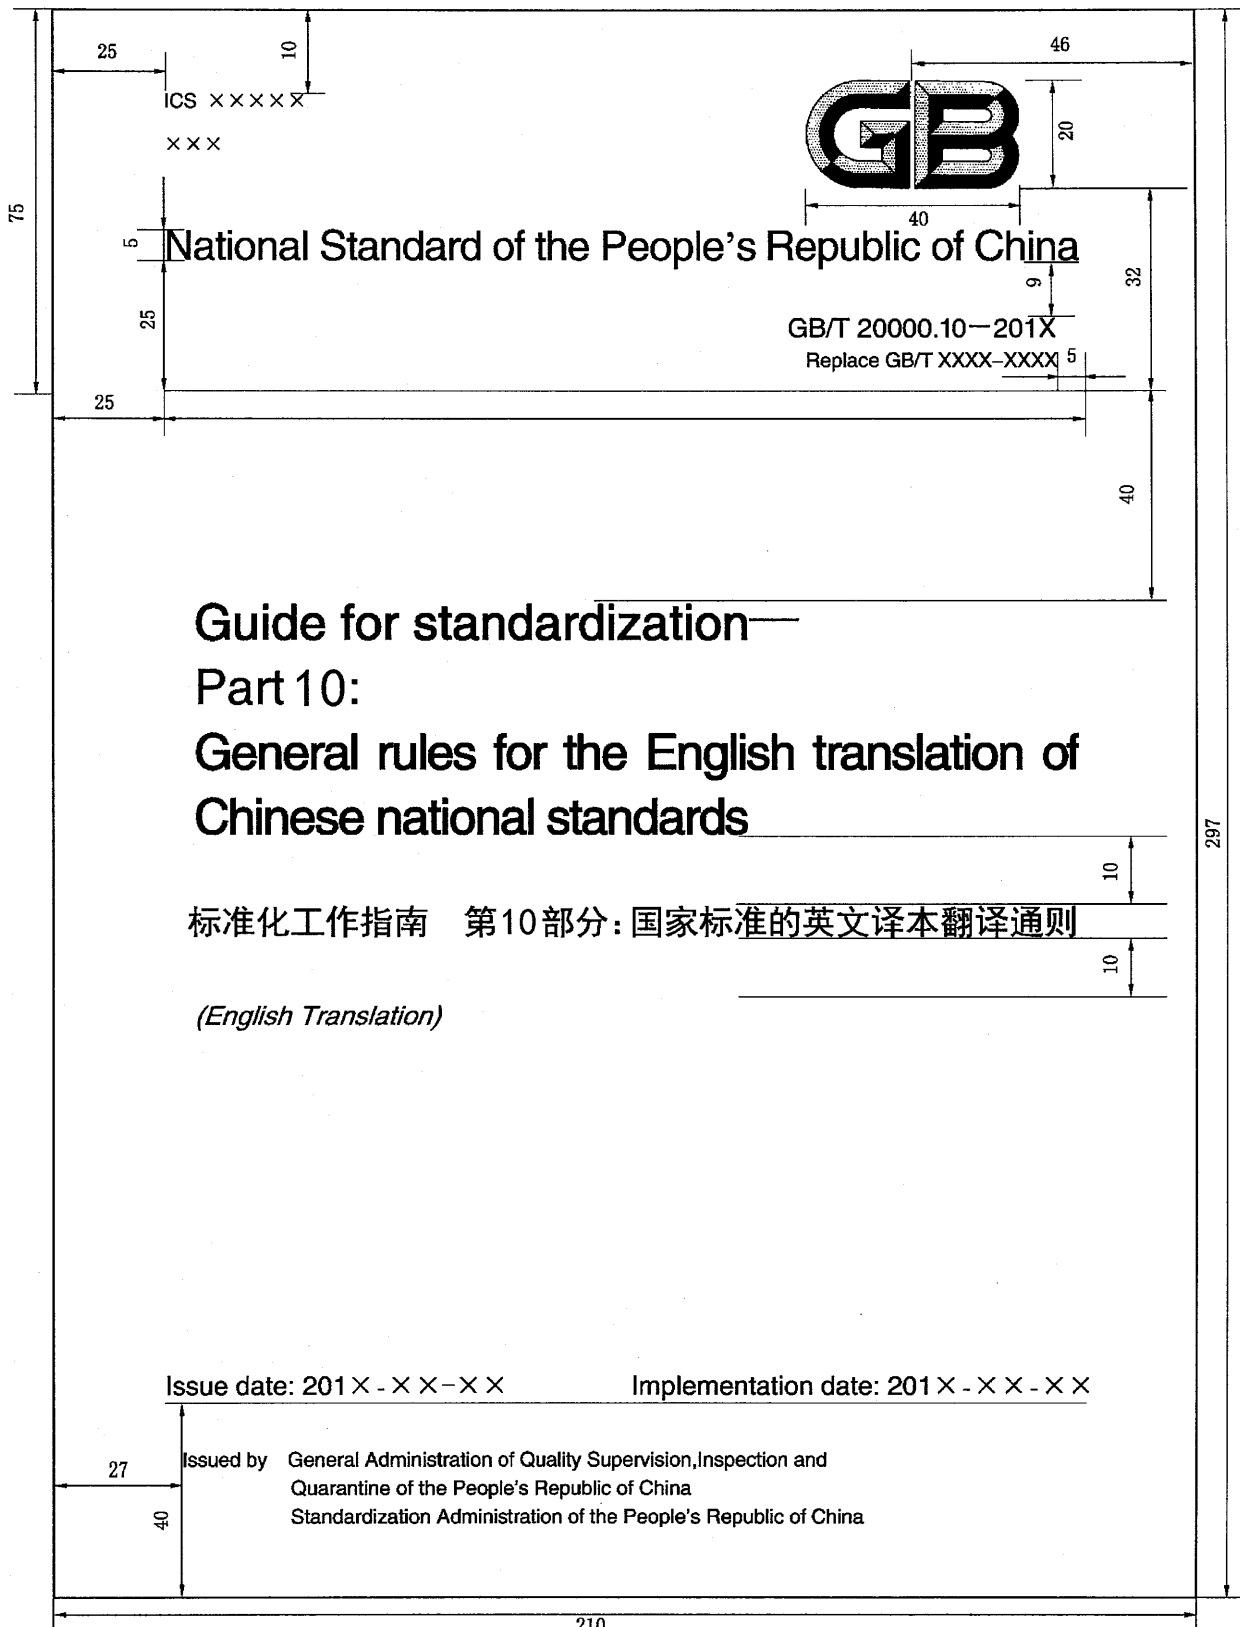 25
10
46
ICS ×××××
×××
GB
20
75
40
5
National Standard of the People's Republic of China
9
32
25
GB/T 20000.10—201X
Replace GB/T XXXX–XXXX
5
25
40
Guide for standardization—
Part 10:
General rules for the English translation of
Chinese national standards
297
10
标准化工作指南　第10部分:国家标准的英文译本翻译通则
10
(English Translation)
Issue date: 201×-××-××
Implementation date: 201×-××-××
Issued by General Administration of Quality Supervision,Inspection and
Quarantine of the People's Republic of China
Standardization Administration of the People's Republic of China
27
40
210